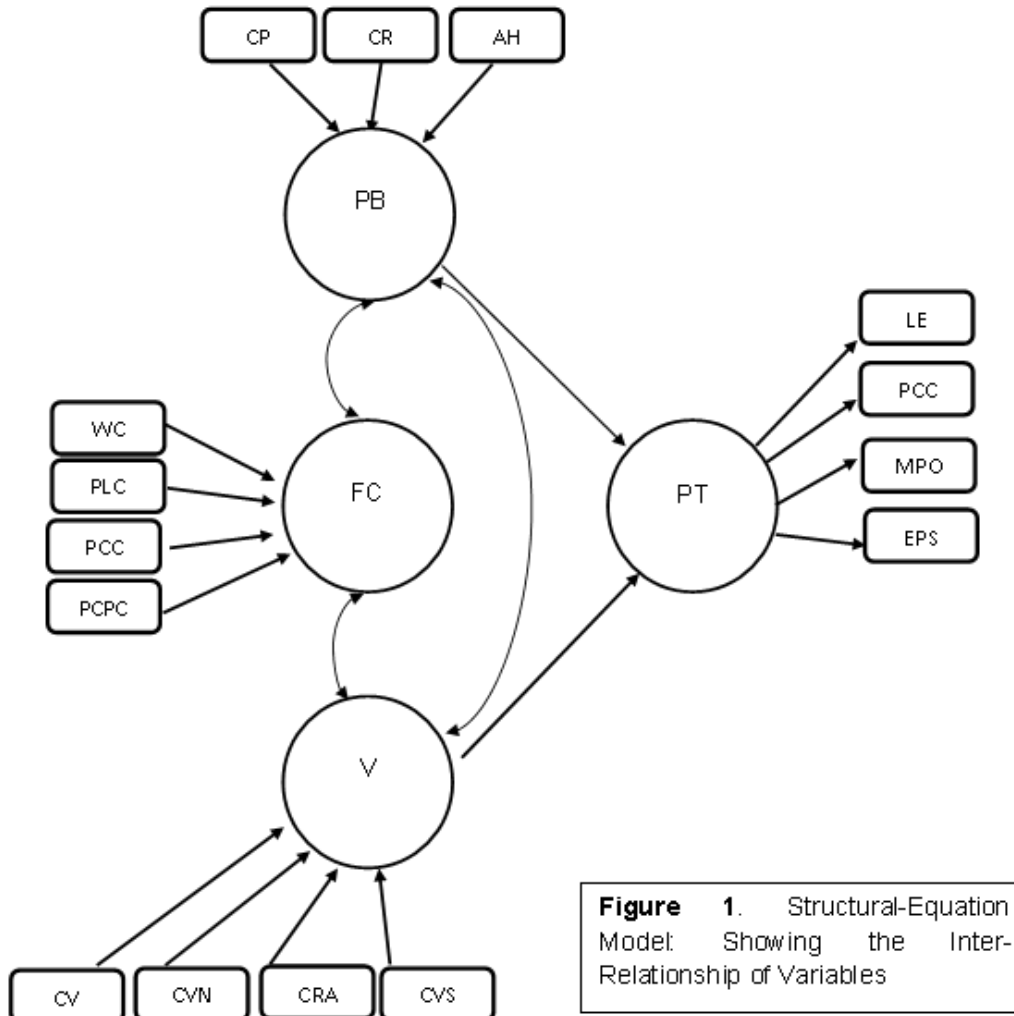 CP CR AH
PB
LE
PCC
WC
FC
PT
MPO
PLC
PCC
EPS
PCPC
V
Figure 1. Structural-Equation
Model: Showing the Inter-
Relationship of Variables
CV CVN CRA CVS